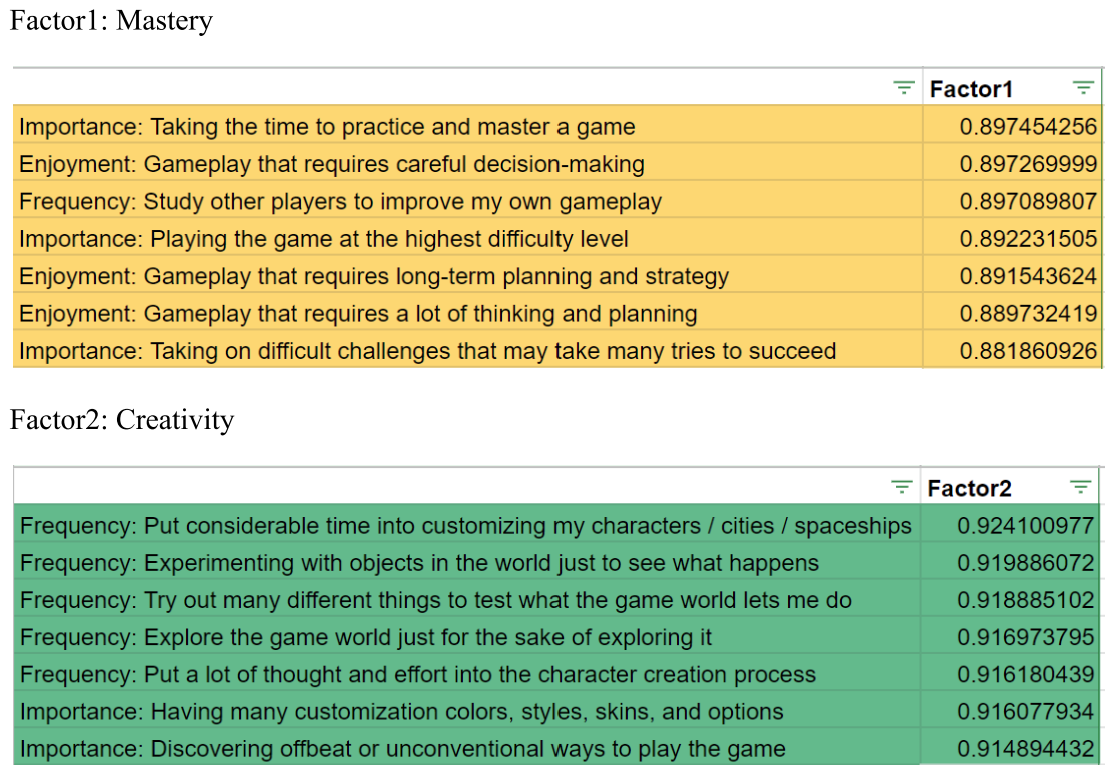 Factor1: Mastery
Factor1
Importance: Taking the time to practice and master a game 0.897454256
Enjoyment: Gameplay that requires careful decision-making 0.897269999
Frequency: Study other players to improve my own gameplay 0.897089807
Importance: Playing the game at the highest difficulty level 0.892231505
Enjoyment: Gameplay that requires long-term planning and strategy 0.891543624
Enjoyment: Gameplay that requires a lot of thinking and planning 0.889732419
Importance: Taking on difficult challenges that may take many tries to succeed 0.881860926
Factor2: Creativity
Factor2
Frequency: Put considerable time into customizing my characters / cities / spaceships 0.924100977
Frequency: Experimenting with objects in the world just to see what happens 0.919886072
Frequency: Try out many different things to test what the game world lets me do 0.918885102
Frequency: Explore the game world just for the sake of exploring it 0.916973795
Frequency: Put a lot of thought and effort into the character creation process 0.916180439
Importance: Having many customization colors, styles, skins, and options 0.916077934
Importance: Discovering offbeat or unconventional ways to play the game 0.914894432